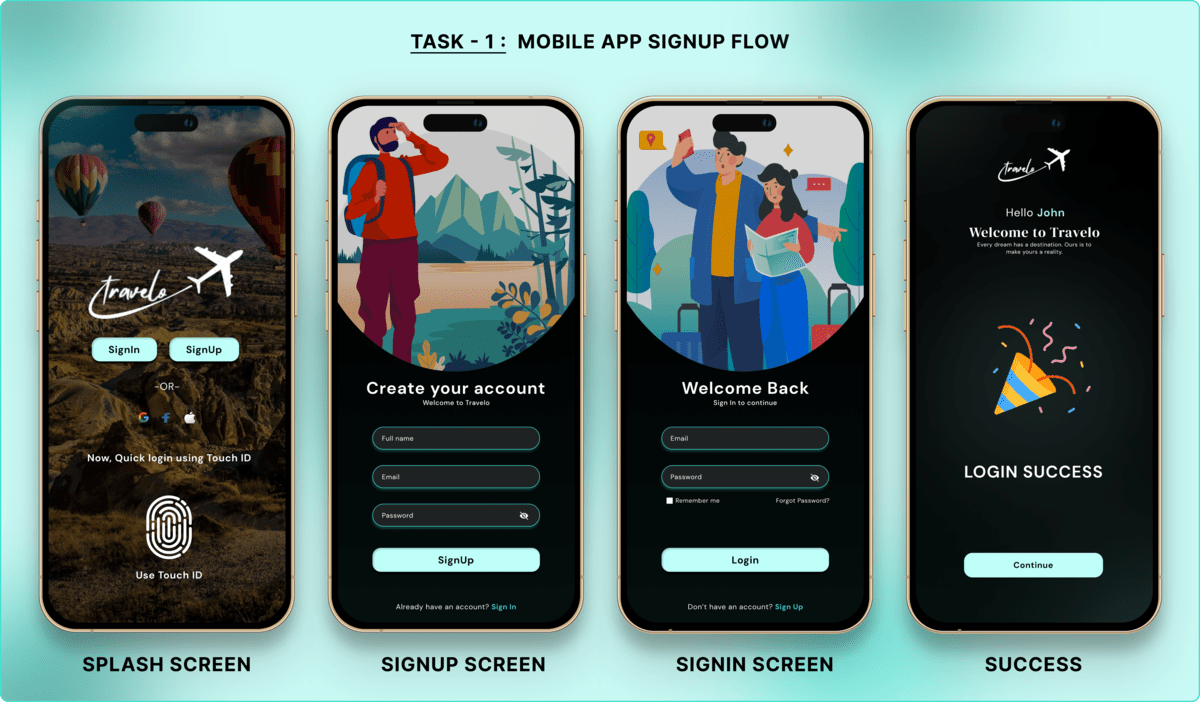 TASK - 1 : MOBILE APP SIGNUP FLOW
travelo
SignIn SignUp
-OR-
Now, Quick login using Touch ID
Use Touch ID
SPLASH SCREEN
Create your account
Welcome to Travelo
Full name
Email
Password
SignUp
Already have an account? Sign In
SIGNUP SCREEN
Welcome Back
Sign In to continue
Email
Password
Remember me Forgot Password?
Login
Don't have an account? Sign Up
SIGNIN SCREEN
travelo
Hello John
Welcome to Travelo
Every dream has a destination. Ours is to
make yours a reality.
LOGIN SUCCESS
Continue
SUCCESS